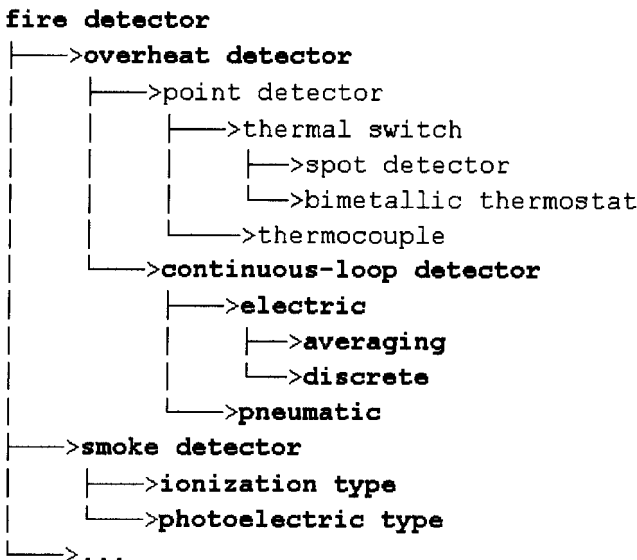 fire detector
>overheat detector
>point detector
>thermal switch
>spot detector
>bimetallic thermostat
>thermocouple
>continuous-loop detector
>electric
>averaging
>discrete
>pneumatic
>smoke detector
>ionization type
>photoelectric type
>...